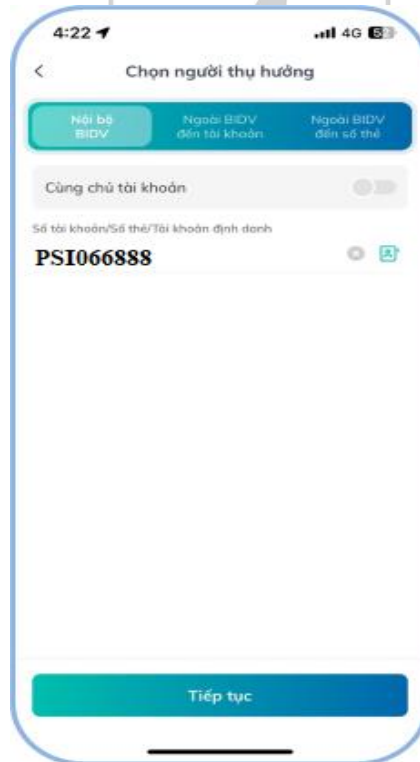 4:22 4G 52
Chọn người thụ hưởng
Nội bộ BIDV
Ngoài BIDV đến tài khoản
Ngoài BIDV đến số thẻ
Cùng chủ tài khoản
Số tài khoản/Số thẻ/Tài khoản định danh
PSI066888
Tiếp tục